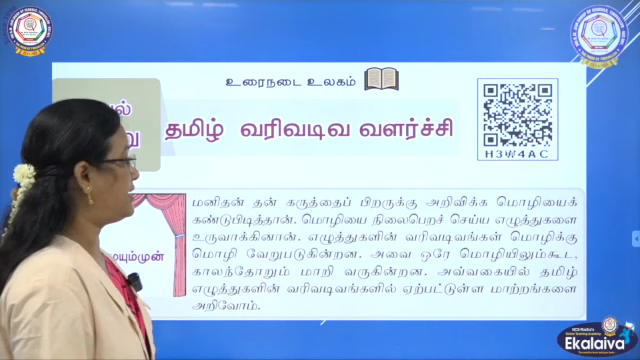 உரைநடை உலகம்
தமிழ் வரிவடிவ வளர்ச்சி
H3W4AC
மனிதன் தன் கருத்தைப் பிறருக்கு அறிவிக்க மொழியைக்
கண்டுபிடித்தான். மொழியை நிலைபெறச் செய்ய எழுத்துகளை
உருவாக்கினான். எழுத்துகளின் வரிவடிவங்கள் மொழிக்கு
மொழி வேறுபடுகின்றன. அவை ஒரே மொழியிலும்கூட,
காலந்தோறும் மாறி வருகின்றன. அவ்வகையில் தமிழ்
எழுத்துகளின் வரிவடிவங்களில் ஏற்பட்டுள்ள மாற்றங்களை
அறிவோம்.
Ekalaiva